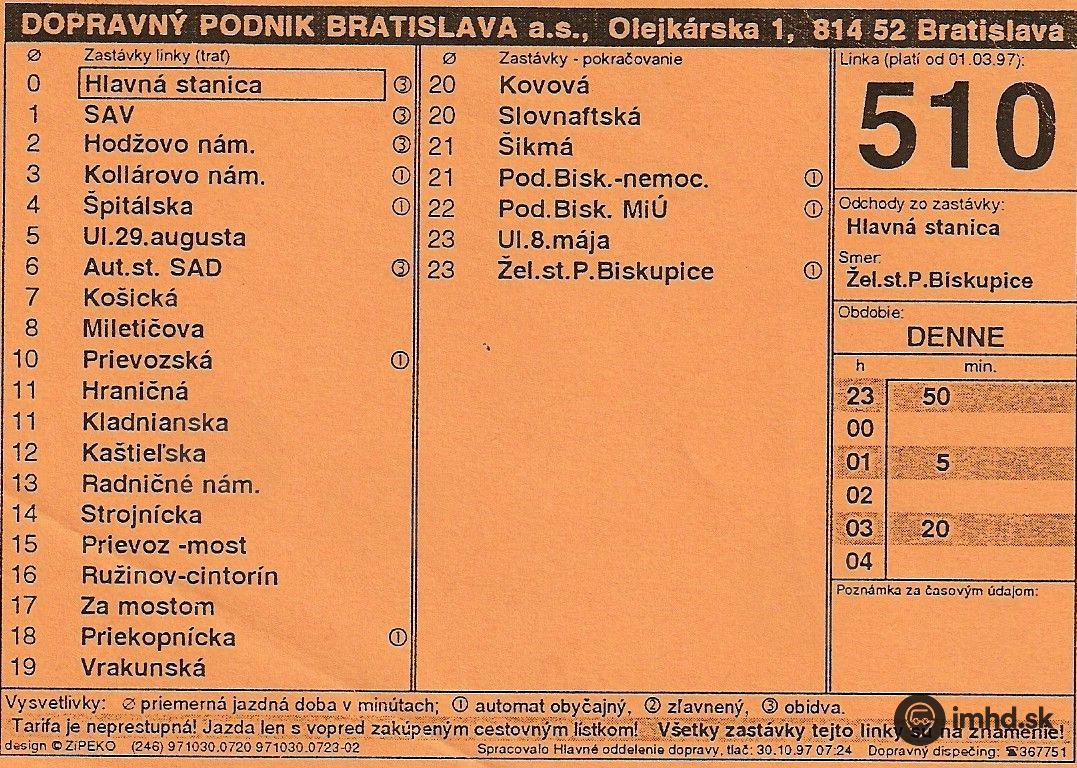 DOPRAVNÝ PODNIK BRATISLAVA a.s., Olejkárska 1, 814 52 Bratislava
∅ Zastávky linky (trať)
0 Hlavná stanica ③
1 SAV ③
2 Hodžovo nám. ③
3 Kollárovo nám. ①
4 Špitálska ①
5 Ul.29.augusta
6 Aut.st. SAD ③
7 Košická
8 Miletičova
10 Prievozská ①
11 Hraničná
11 Kladnianska
12 Kaštieľska
13 Radničné nám.
14 Strojnícka
15 Prievoz -most
16 Ružinov-cintorín
17 Za mostom
18 Priekopnícka ①
19 Vrakunská
∅ Zastávky - pokračovanie
20 Kovová
20 Slovnaftská
21 Šikmá
21 Pod.Bisk.-nemoc. ①
22 Pod.Bisk. MiÚ ①
23 Ul.8.mája
23 Žel.st.P.Biskupice ①
Linka (platí od 01.03.97):
510
Odchody zo zastávky:
Hlavná stanica
Smer:
Žel.st.P.Biskupice
Obdobie:
DENNE
h min.
23 50
00
01 5
02
03 20
04
Poznámka za časovým údajom:
Vysvetlivky: ∅ priemerná jazdná doba v minútach; ① automat obyčajný, ② zľavnený, ③ obidva.
Tarifa je neprestupná! Jazda len s vopred zakúpeným cestovným lístkom! Všetky zastávky tejto linky sú na znamenie!
design © ZiPEKO (246) 971030.0720 971030.0723-02 Spracovalo Hlavné oddelenie dopravy, tlač: 30.10.97 07:24 Dopravný dispečing: ☎367751
imhd.sk